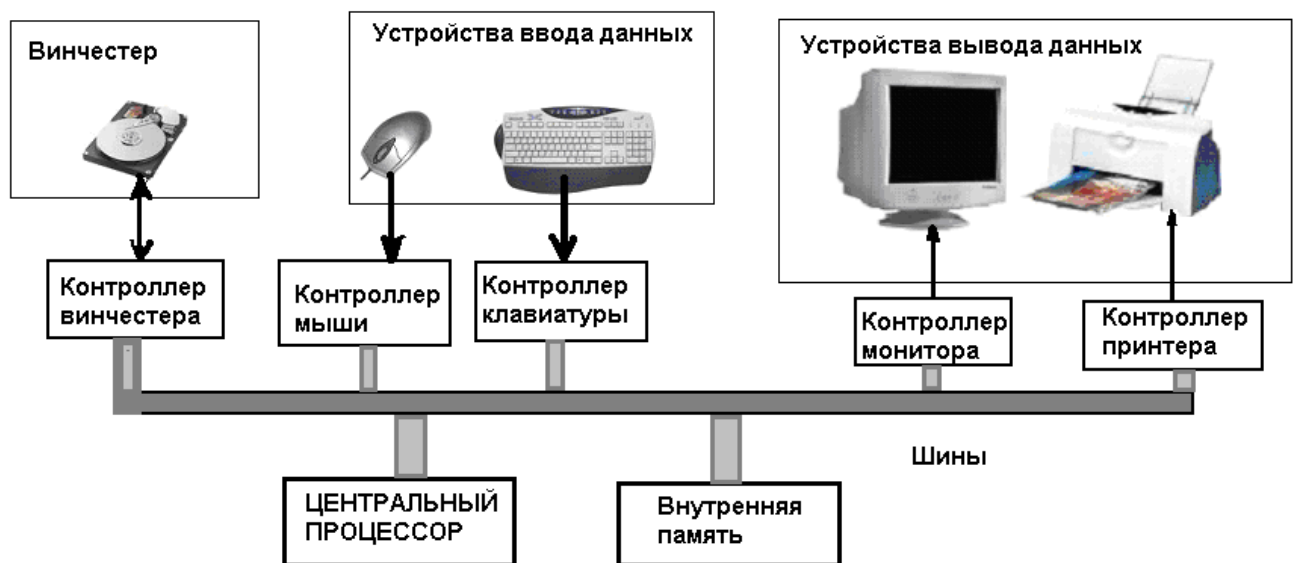 Винчестер
Устройства ввода данных
Устройства вывода данных
Контроллер
винчестера
Контроллер
мыши
Контроллер
клавиатуры
Контроллер
монитора
Контроллер
принтера
Шины
ЦЕНТРАЛЬНЫЙ
ПРОЦЕССОР
Внутренняя
память